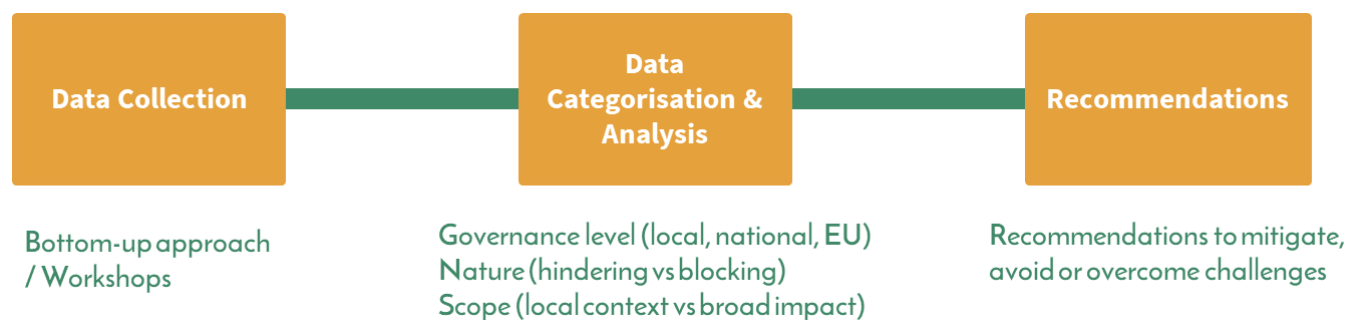 Data Collection
Data
Categorisation &
Analysis
Recommendations
Bottom-up approach
/ Workshops
Governance level (local, national, EU)
Nature (hindering vs blocking)
Scope (local context vs broad impact)
Recommendations to mitigate,
avoid or overcome challenges